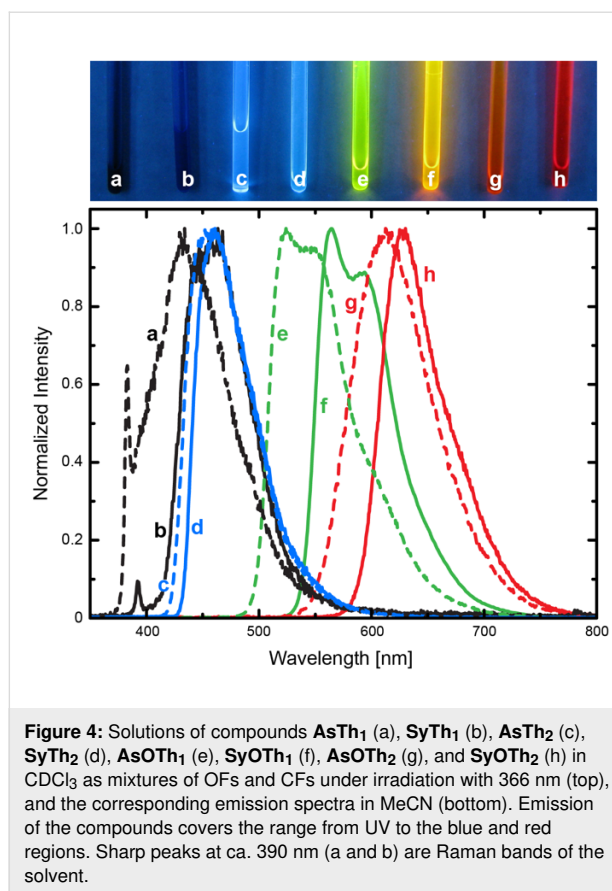 a b c d e f g h
1.0
0.8
0.6
0.4
0.2
0
Normalized Intensity
a
b
c
d
e
f
g
h
400 500 600 700 800
Wavelength [nm]
Figure 4: Solutions of compounds AsTh₁ (a), SyTh₁ (b), AsTh₂ (c),
SyTh₂ (d), AsOTh₁ (e), SyOTh₁ (f), AsOTh₂ (g), and SyOTh₂ (h) in
CDCl₃ as mixtures of OFs and CFs under irradiation with 366 nm (top),
and the corresponding emission spectra in MeCN (bottom). Emission
of the compounds covers the range from UV to the blue and red
regions. Sharp peaks at ca. 390 nm (a and b) are Raman bands of the
solvent.